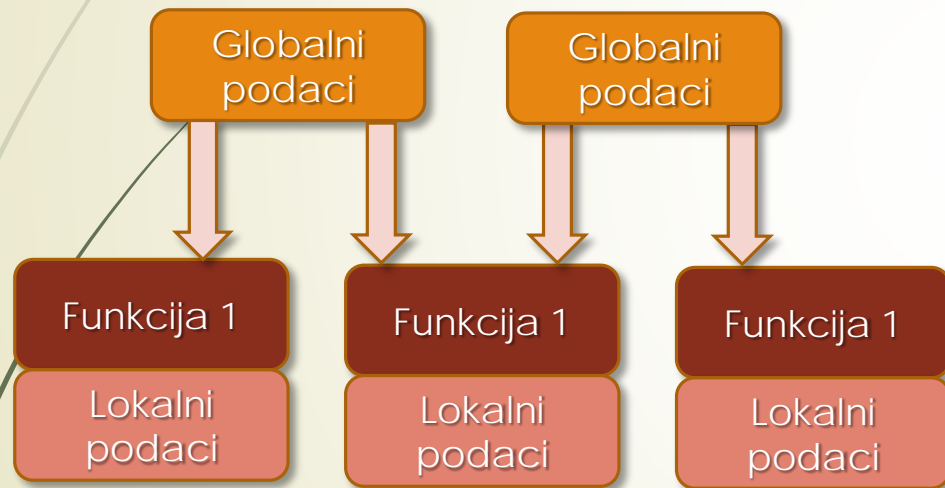 Globalni
podaci
Globalni
podaci
Funkcija 1
Funkcija 1
Funkcija 1
Lokalni
podaci
Lokalni
podaci
Lokalni
podaci